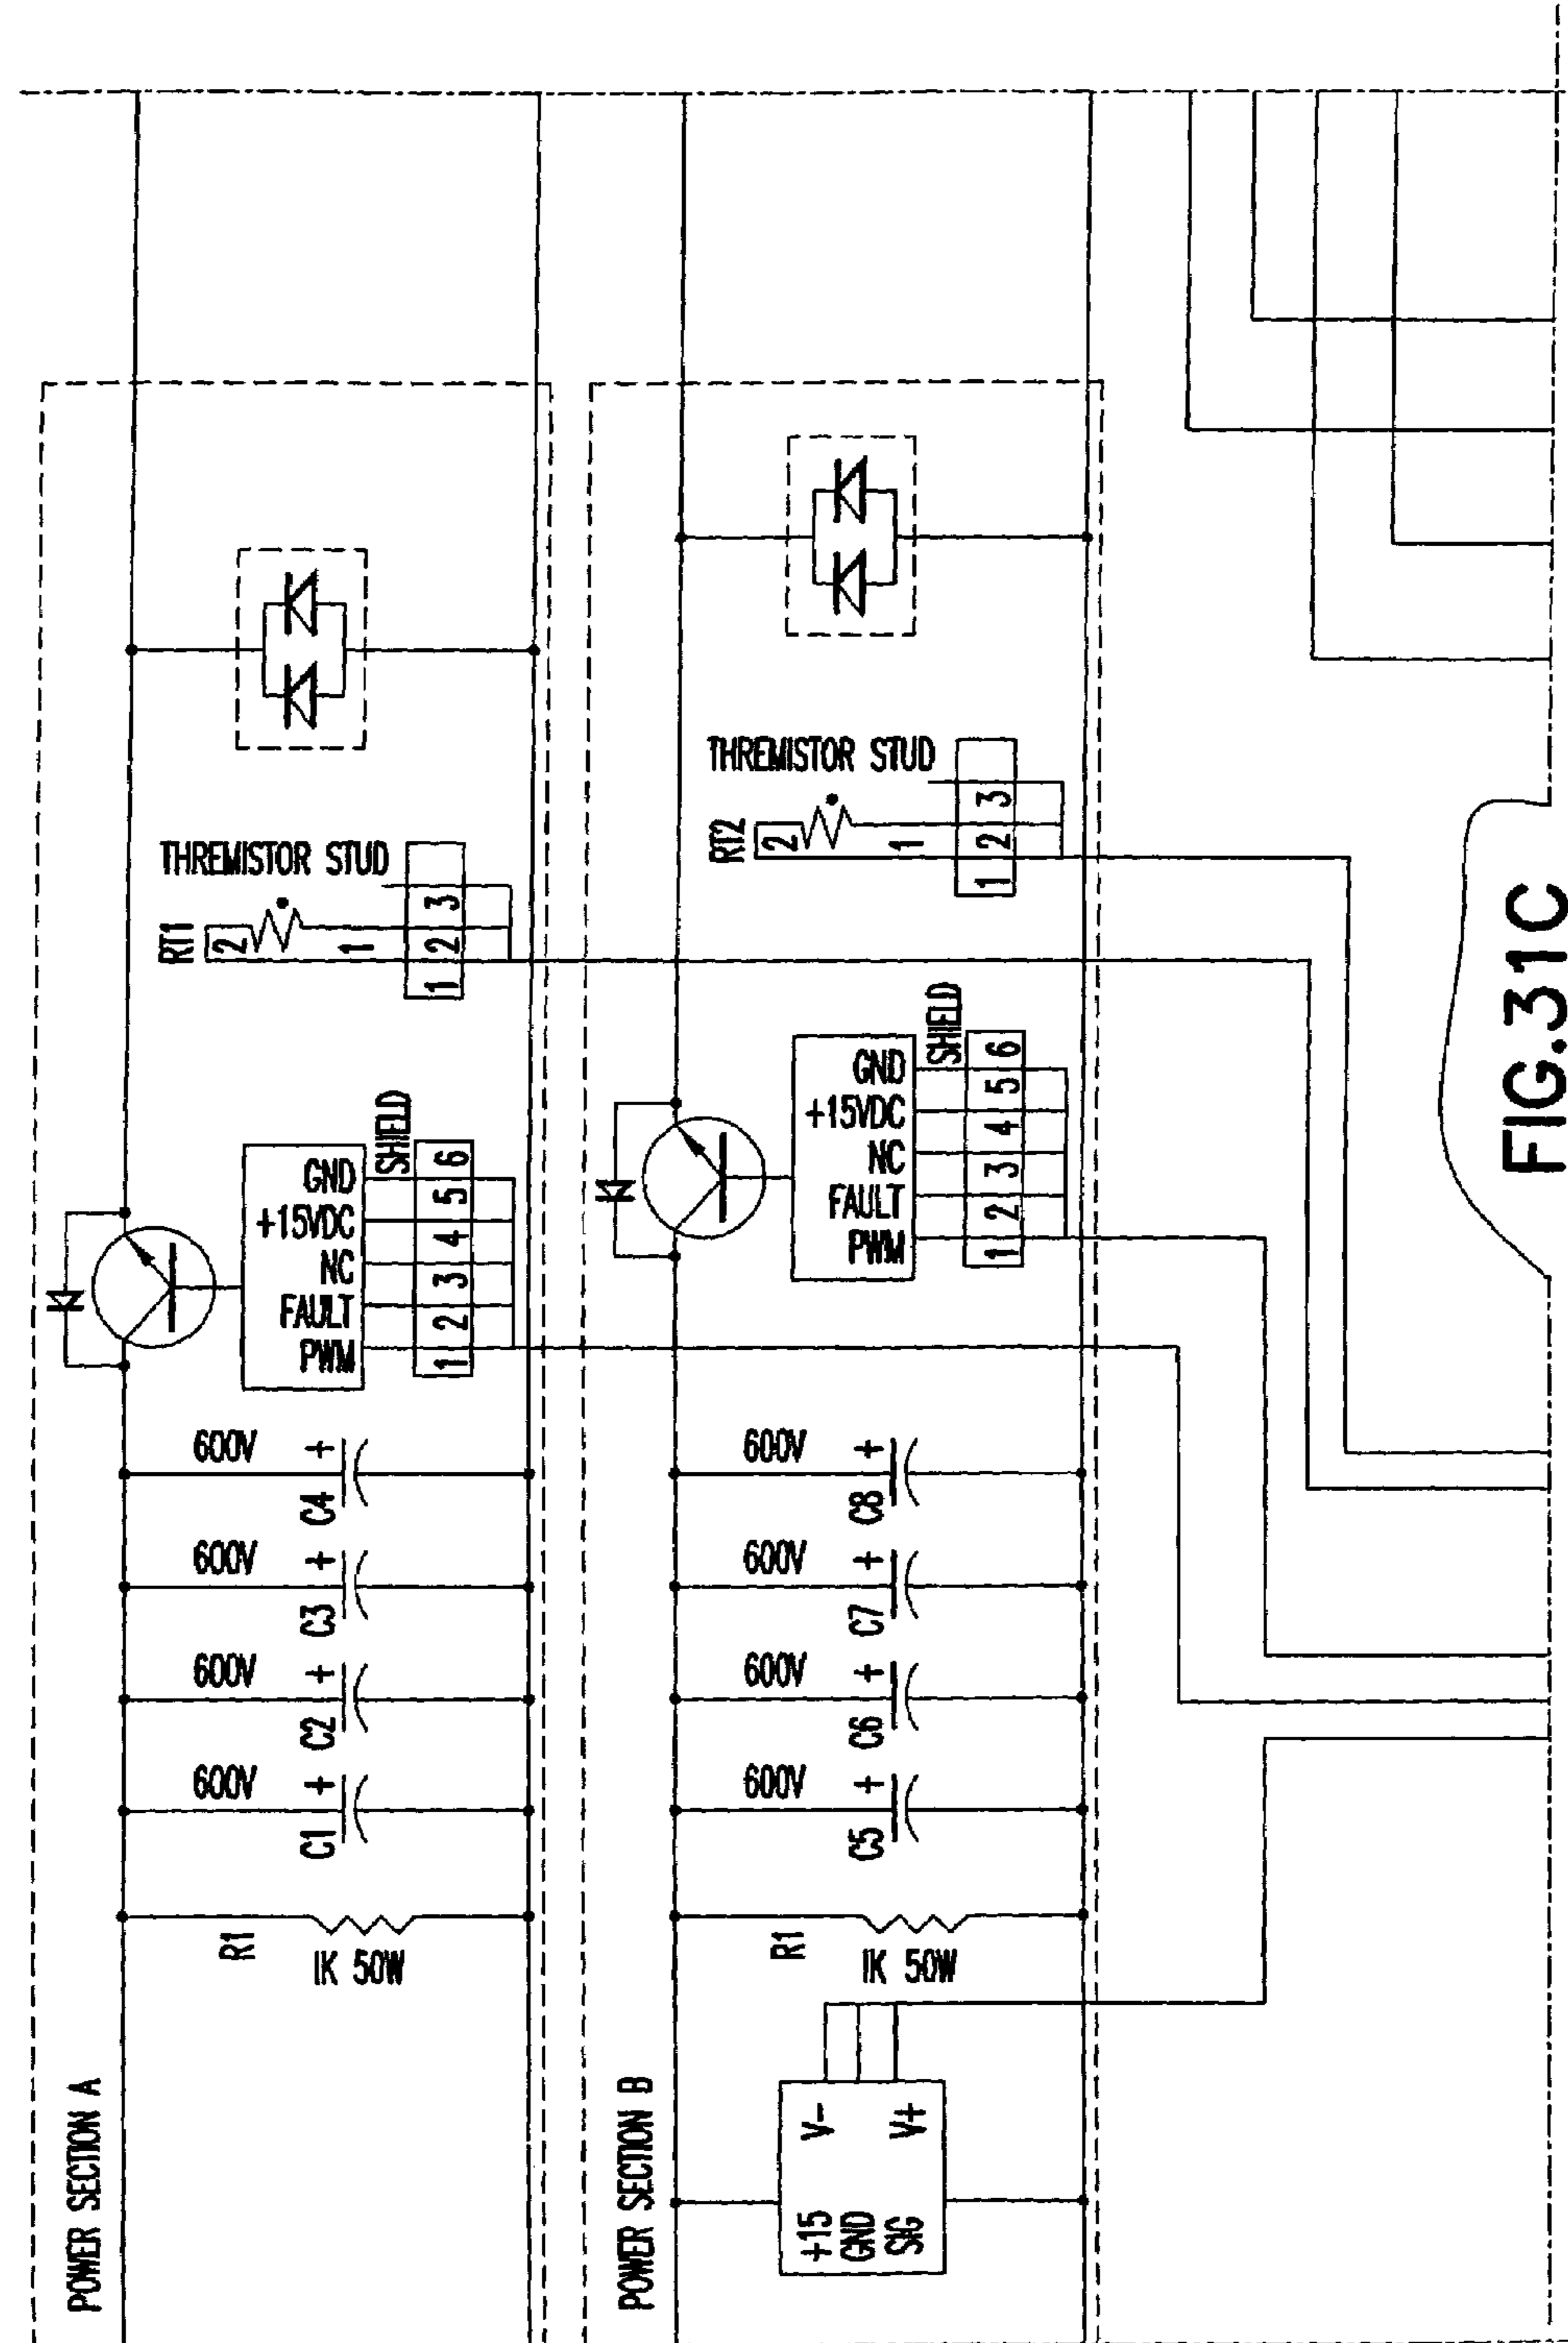 POWER SECTION A
R1
IK 50W
C1 + 600V
C2 + 600V
C3 + 600V
C4 + 600V
PWM
FAULT
NC
+15VDC
GND
SHIELD
1 2 3 4 5 6
RT1
THREMISTOR STUD
2
1
1 2 3
POWER SECTION B
+15
GND
SIG
V-
V+
R1
IK 50W
C5 + 600V
C6 + 600V
C7 + 600V
C8 + 600V
PWM
FAULT
NC
+15VDC
GND
SHIELD
1 2 3 4 5 6
RT2
THREMISTOR STUD
2
1
1 2 3
FIG.31C